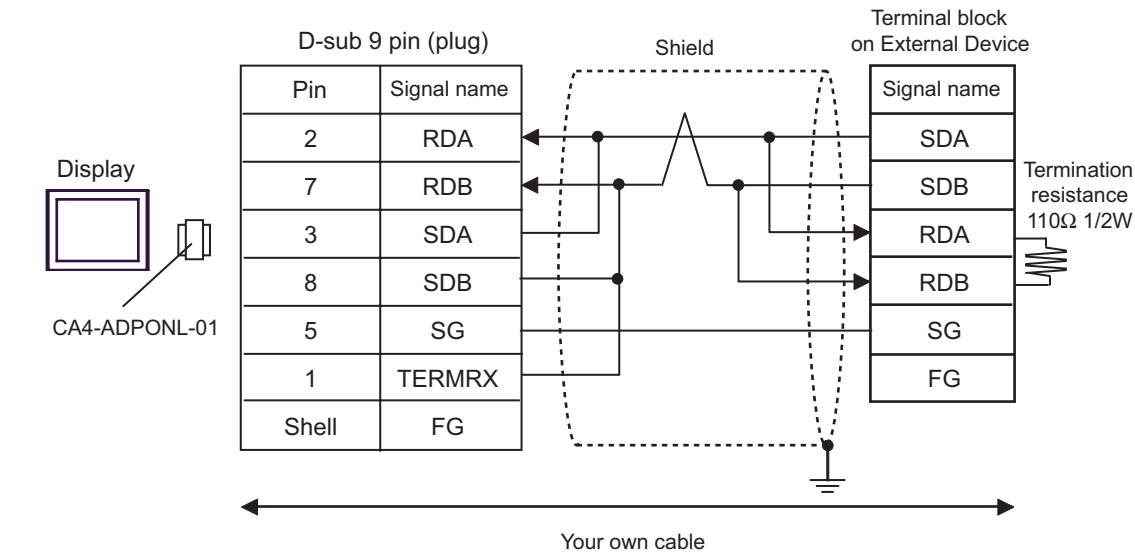 Terminal block
on External Device
D-sub 9 pin (plug)
Shield
Pin Signal name
Signal name
2 RDA
SDA
Display
7 RDB
SDB
Termination
resistance
110Ω 1/2W
3 SDA
RDA
8 SDB
RDB
CA4-ADPONL-01
5 SG
SG
1 TERMRX
FG
Shell FG
Your own cable